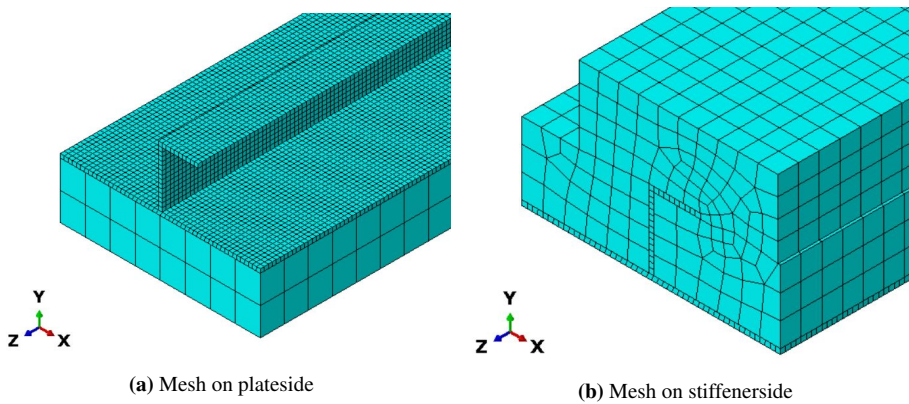 Y
Z
X
(a) Mesh on plateside
Y
Z
X
(b) Mesh on stiffenerside